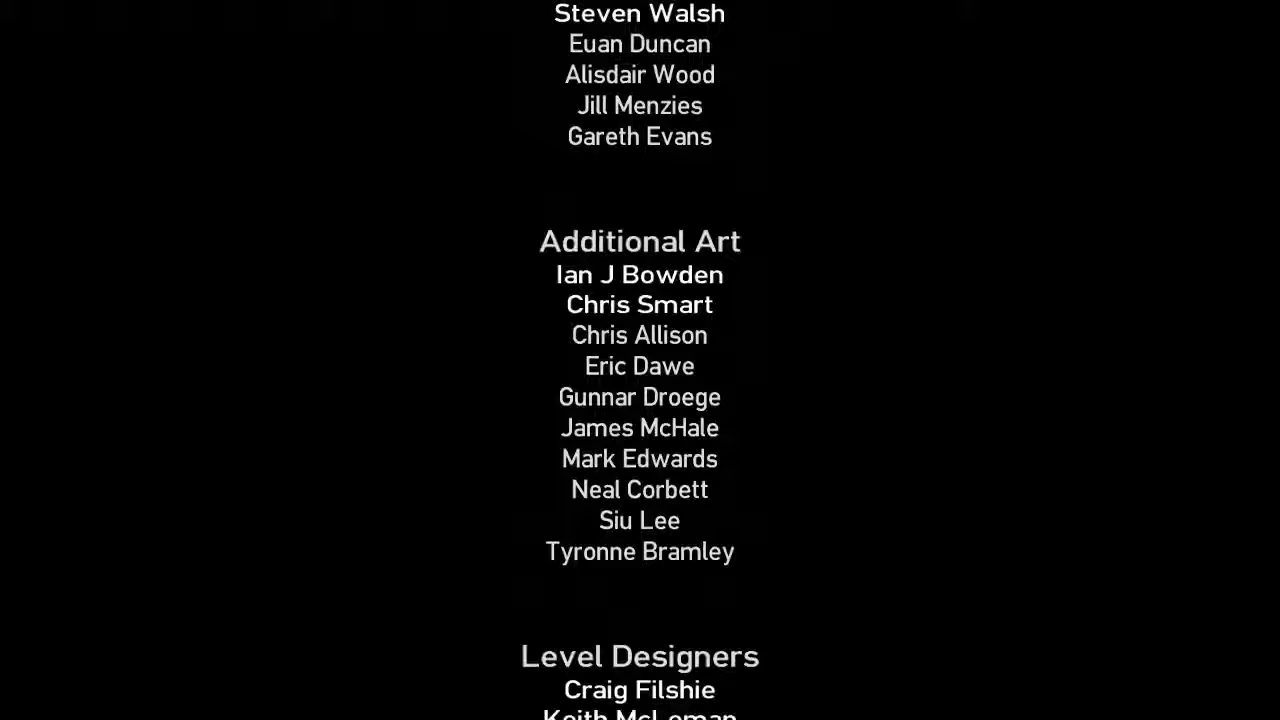 Steven Walsh
Euan Duncan
Alisdair Wood
Jill Menzies
Gareth Evans
Additional Art
Ian J Bowden
Chris Smart
Chris Allison
Eric Dawe
Gunnar Droege
James McHale
Mark Edwards
Neal Corbett
Siu Lee
Tyronne Bramley
Level Designers
Craig Filshie
Keith